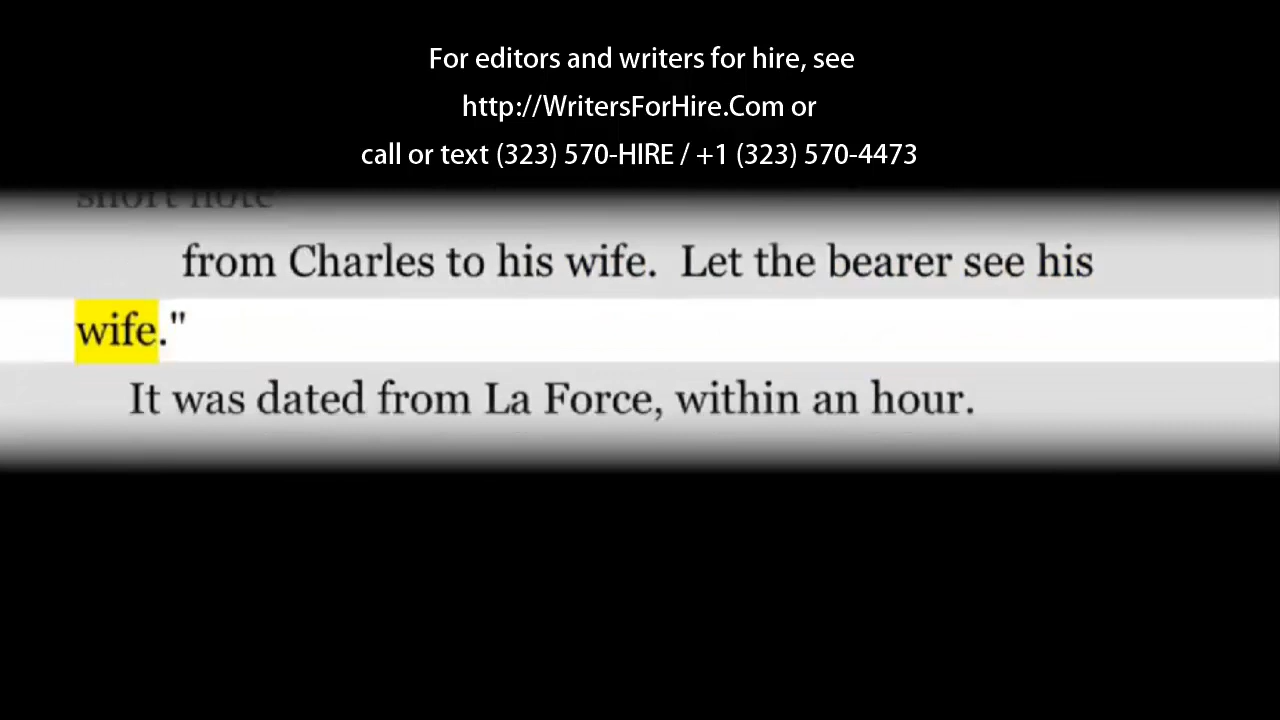 For editors and writers for hire, see
http://WritersForHire.Com or
call or text (323) 570-HIRE / +1 (323) 570-4473
short note
from Charles to his wife.  Let the bearer see his
wife."
It was dated from La Force, within an hour.